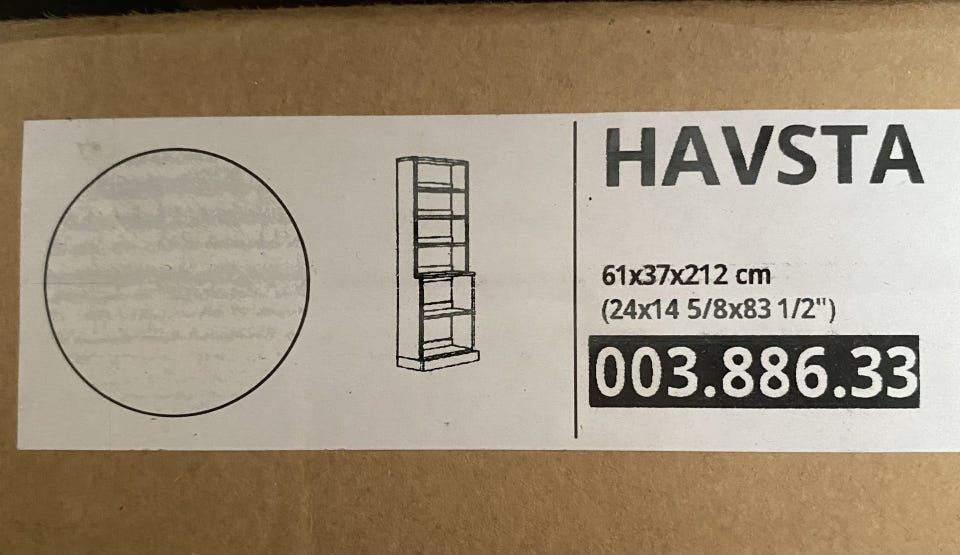 HAVSTA
61x37x212 cm
(24x14 5/8x83 1/2")
003.886.33